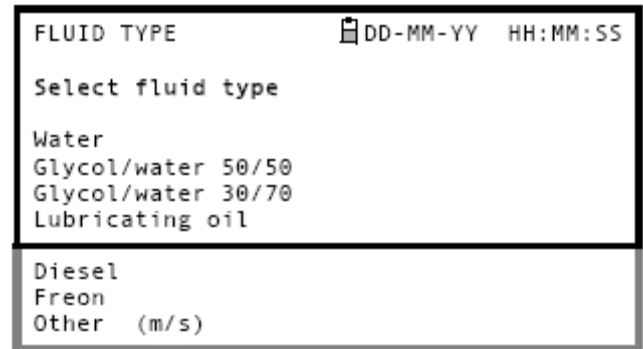 FLUID TYPE DD-MM-YY HH:MM:SS
Select fluid type
Water
Glycol/water 50/50
Glycol/water 30/70
Lubricating oil
Diesel
Freon
Other (m/s)